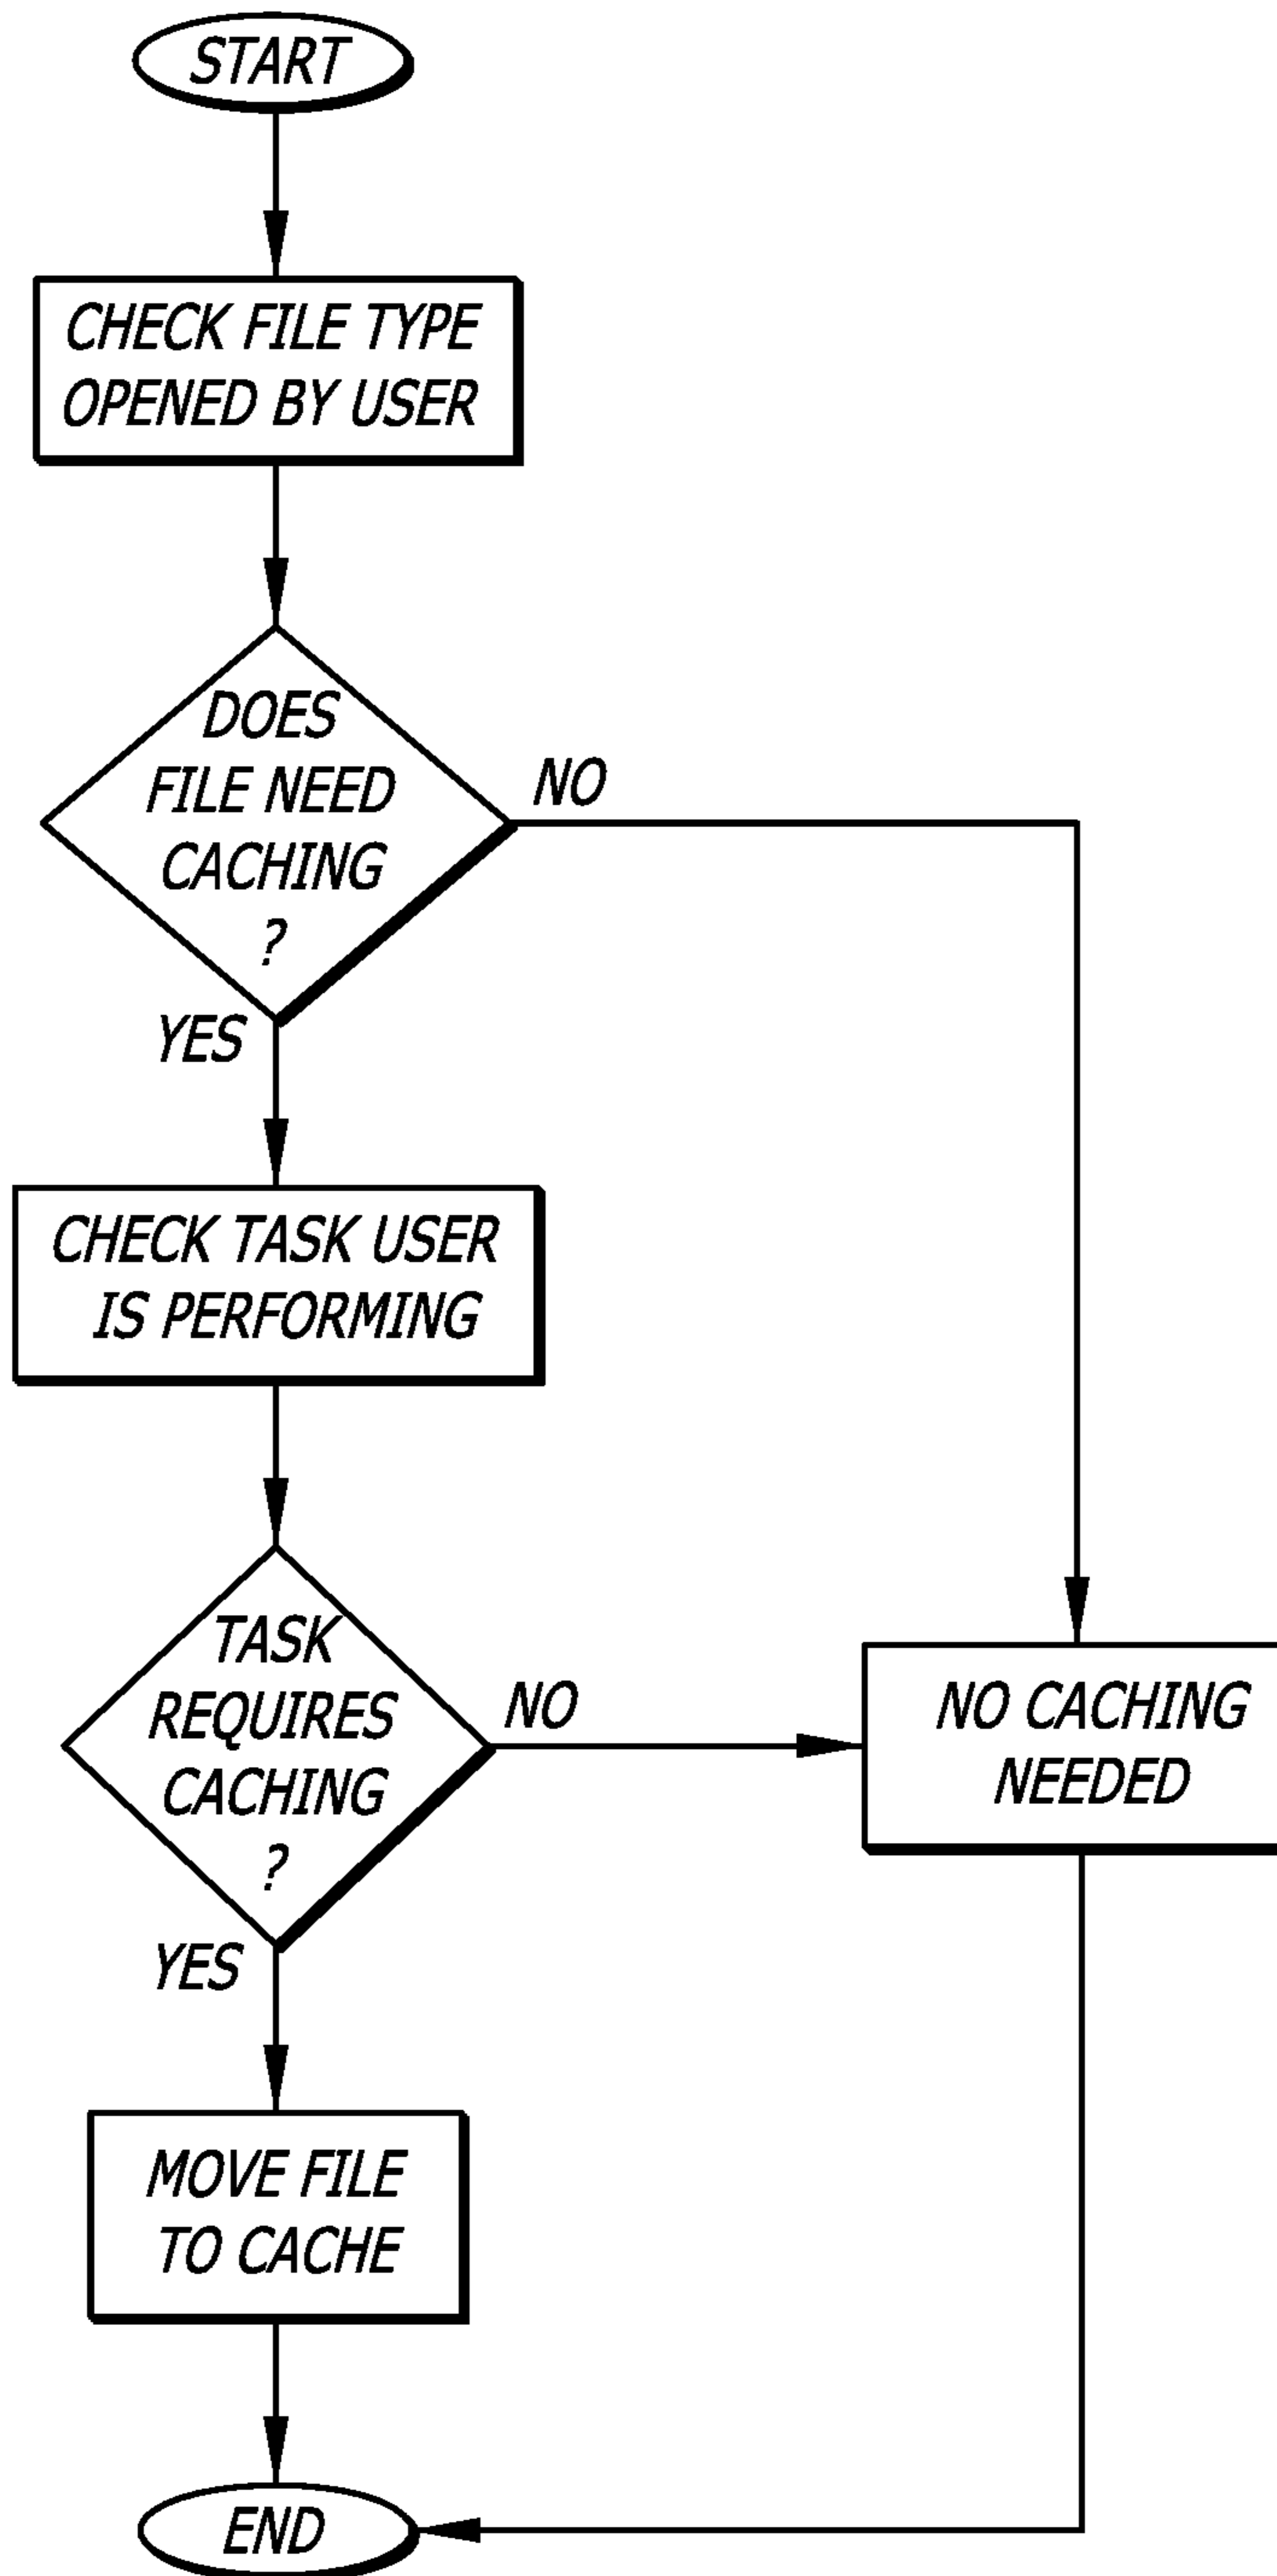 START
CHECK FILE TYPE
OPENED BY USER
DOES
FILE NEED
CACHING
?
NO
YES
CHECK TASK USER
IS PERFORMING
TASK
REQUIRES
CACHING
?
NO
NO CACHING
NEEDED
YES
MOVE FILE
TO CACHE
END